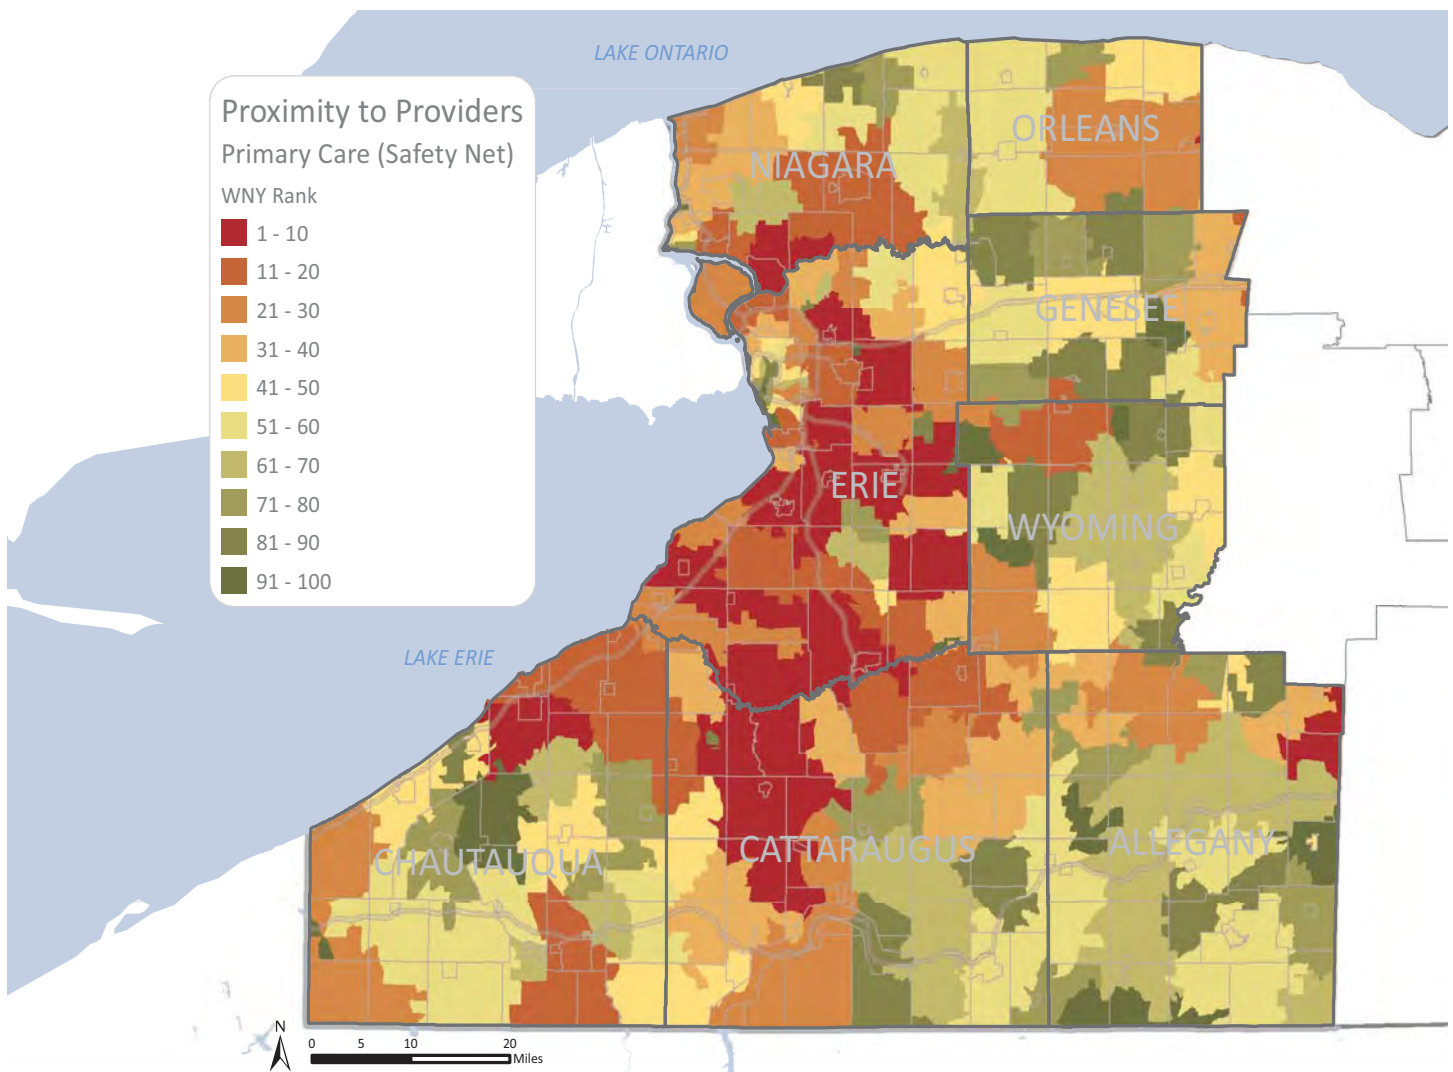 LAKE ONTARIO
Proximity to Providers
Primary Care (Safety Net)
WNY Rank
1 - 10
11 - 20
21 - 30
31 - 40
41 - 50
51 - 60
61 - 70
71 - 80
81 - 90
91 - 100
ORLEANS
NIAGARA
GENESEE
ERIE
WYOMING
LAKE ERIE
CHAUTAUQUA
CATTARAUGUS
ALLEGANY
N
0 5 10 20
Miles